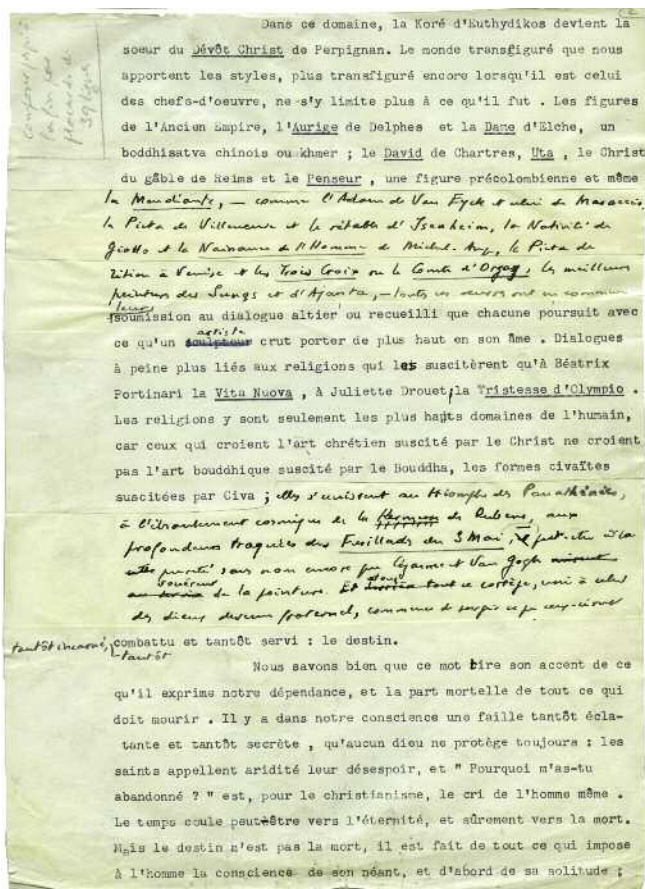 Dans ce domaine, la Koré d'Euthydikos devient la
soeur du Dévôt Christ de Perpignan. Le monde transfiguré que nous
apportent les styles, plus transfiguré encore lorsqu'il est celui
des chefs-d'oeuvre, ne s'y limite plus à ce qu'il fut . Les figures
de l'Ancien Empire, l'Aurige de Delphes et la Dame d'Elche, un
boddhisatva chinois ou khmer ; le David de Chartres, Uta , le Christ
du gâble de Reims et le Penseur , une figure précolombienne et même
la Mendiante, — comme l'Adam de Van Eyck et celui de Masaccio,
la Pieta de Villeneuve et le rétable d'Issenheim, la Nativité de
Giotto et la Naissance de l'Homme de Michel-Ange, la Pieta de
Titien à Venise et les Trois Croix ou le Comte d'Orgaz, les meilleures
peintures des Sungs et d'Ajanta, — toutes ces oeuvres ont en commun
leur
soumission au dialogue altier ou recueilli que chacune poursuit avec
artiste
ce qu'un sculpteur crut porter de plus haut en son âme . Dialogues
à peine plus liés aux religions qui les suscitèrent qu'à Béatrix
Portinari la Vita Nuova , à Juliette Drouet,la Tristesse d'Olympio .
Les religions y sont seulement les plus hauts domaines de l'humain,
car ceux qui croient l'art chrétien suscité par le Christ ne croient
pas l'art bouddhique suscité par le Bouddha, les formes civaïtes
suscitées par Civa ; elles s'unissent au triomphe des Panathénées,
à l'ébranlement cosmique de la de Rubens, aux
profondeurs traquées des Fusillades du 3 Mai,
pureté sans nom encore que Cézanne et Van Gogh
vouèrent
de la peinture. Et tout ce cortège, uni à celui
des dieux devenu fraternel, commence de
tantôt incarné, combattu et tantôt servi : le destin.
tantôt
Nous savons bien que ce mot tire son accent de ce
qu'il exprime notre dépendance, et la part mortelle de tout ce qui
doit mourir . Il y a dans notre conscience une faille tantôt écla-
tante et tantôt secrète , qu'aucun dieu ne protège toujours : les
saints appellent aridité leur désespoir, et " Pourquoi m'as-tu
abandonné ? " est, pour le christianisme, le cri de l'homme même .
Le temps coule peut-être vers l'éternité, et sûrement vers la mort.
Mais le destin n'est pas la mort, il est fait de tout ce qui impose
à l'homme la conscience de son néant, et d'abord de sa solitude ;